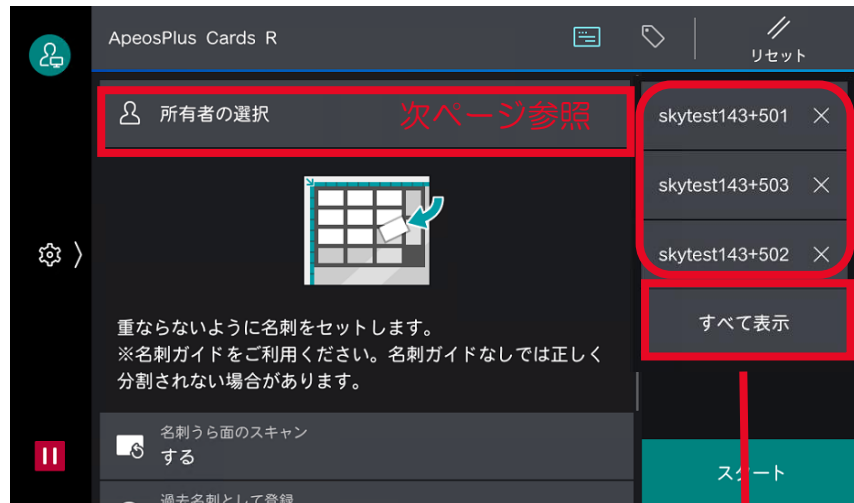 ApeosPlus Cards R
リセット
所有者の選択
次ページ参照
skytest143+501
skytest143+503
skytest143+502
すべて表示
重ならないように名刺をセットします。
※名刺ガイドをご利用ください。名刺ガイドなしでは正しく
分割されない場合があります。
名刺うら面のスキャン
する
過去名刺として登録
スタート